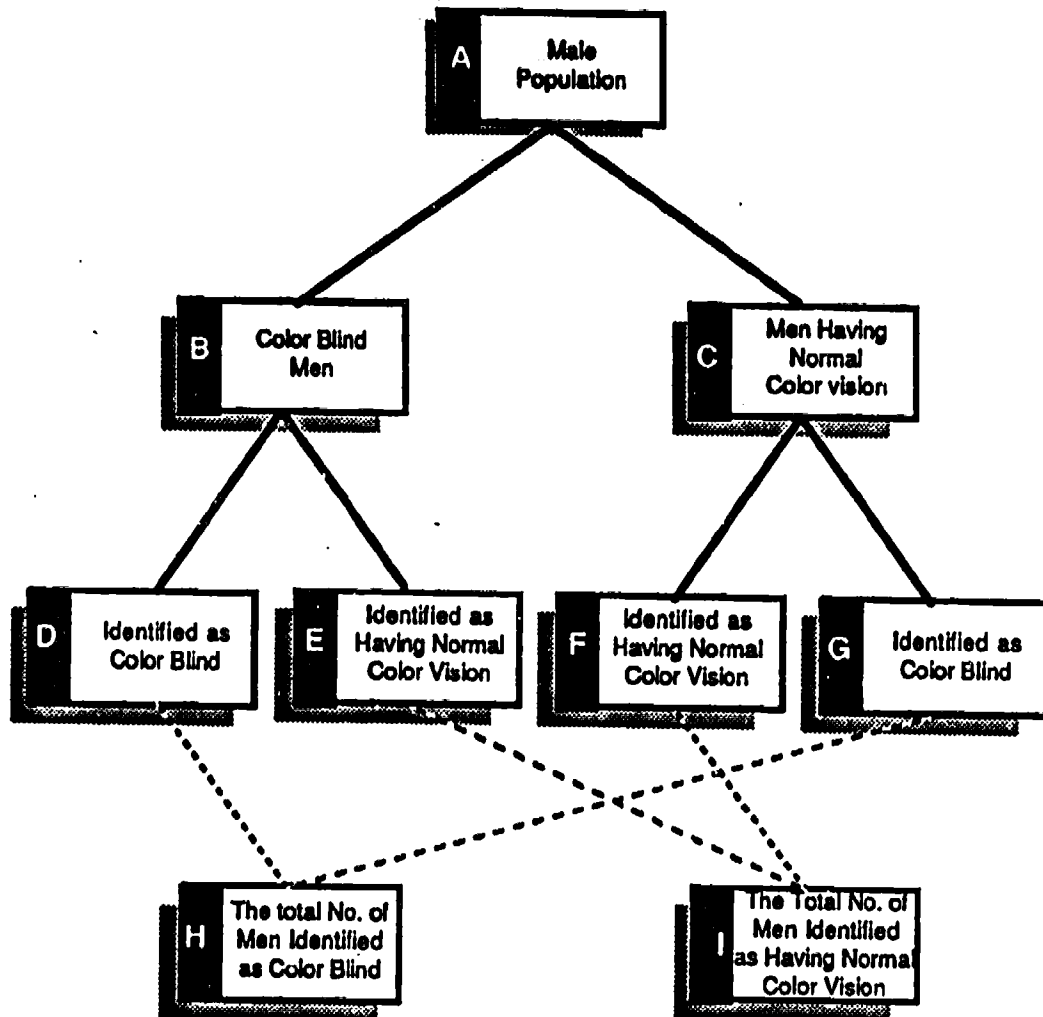 A
Male
Population
B
Color Blind
Men
C
Men Having
Normal
Color vision
D
Identified as
Color Blind
E
Identified as
Having Normal
Color Vision
F
Identified as
Having Normal
Color Vision
G
Identified as
Color Blind
H
The total No. of
Men Identified
as Color Blind
I
The Total No. of
Men Identified
as Having Normal
Color Vision